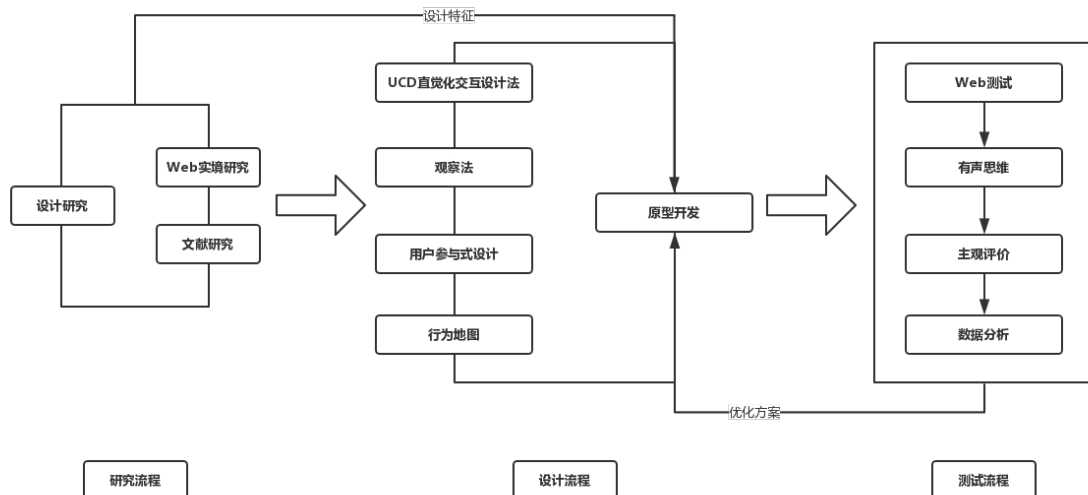 设计特征
UCD直觉化交互设计法
Web测试
Web实境研究
观察法
有声思维
设计研究
原型开发
文献研究
用户参与式设计
主观评价
行为地图
数据分析
优化方案
研究流程
设计流程
测试流程